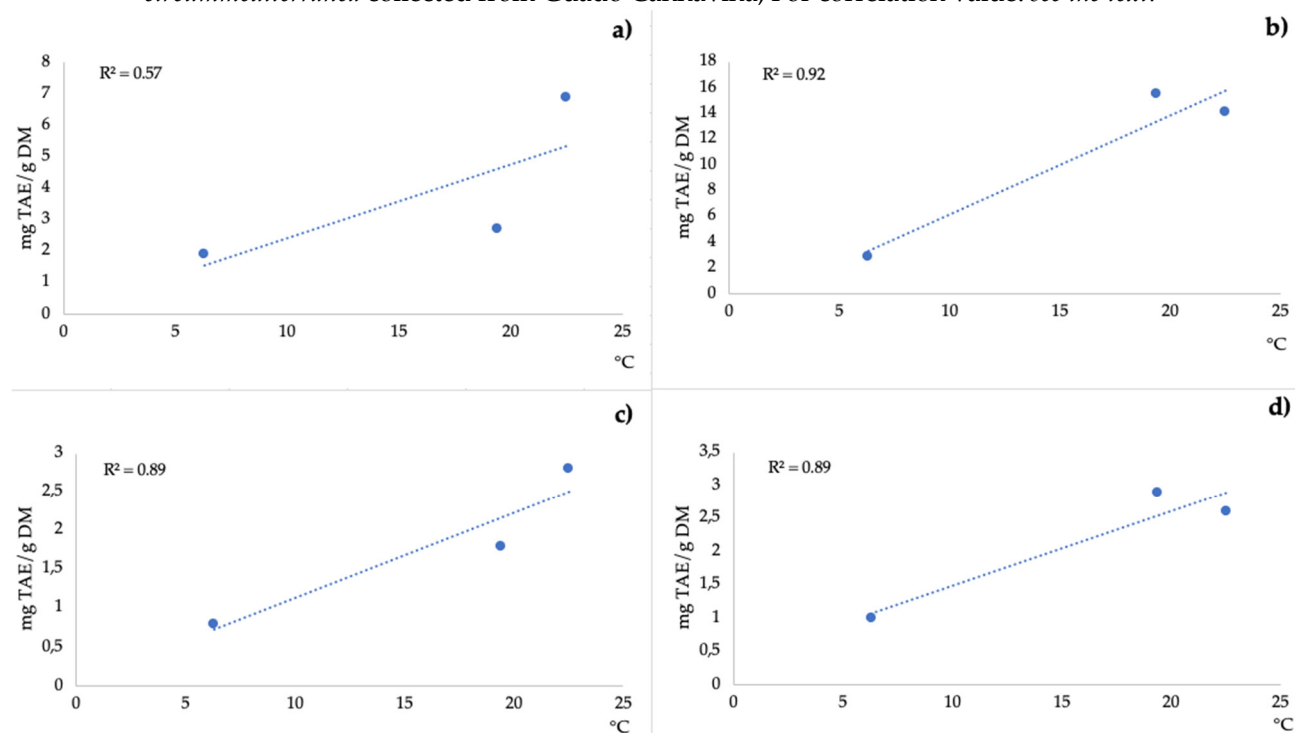 circummediterranea collected from Guado Cannavina, For correlation value: see the text.
a)
R² = 0.57
mg TAE/g DM
8
7
6
5
4
3
2
1
0
0 5 10 15 20 25
°C
b)
R² = 0.92
mg TAE/g DM
18
16
14
12
10
8
6
4
2
0
0 5 10 15 20 25
°C
c)
R² = 0.89
mg TAE/g DM
3
2,5
2
1,5
1
0,5
0
0 5 10 15 20 25
°C
d)
R² = 0.89
mg TAE/g DM
3,5
3
2,5
2
1,5
1
0,5
0
0 5 10 15 20 25
°C